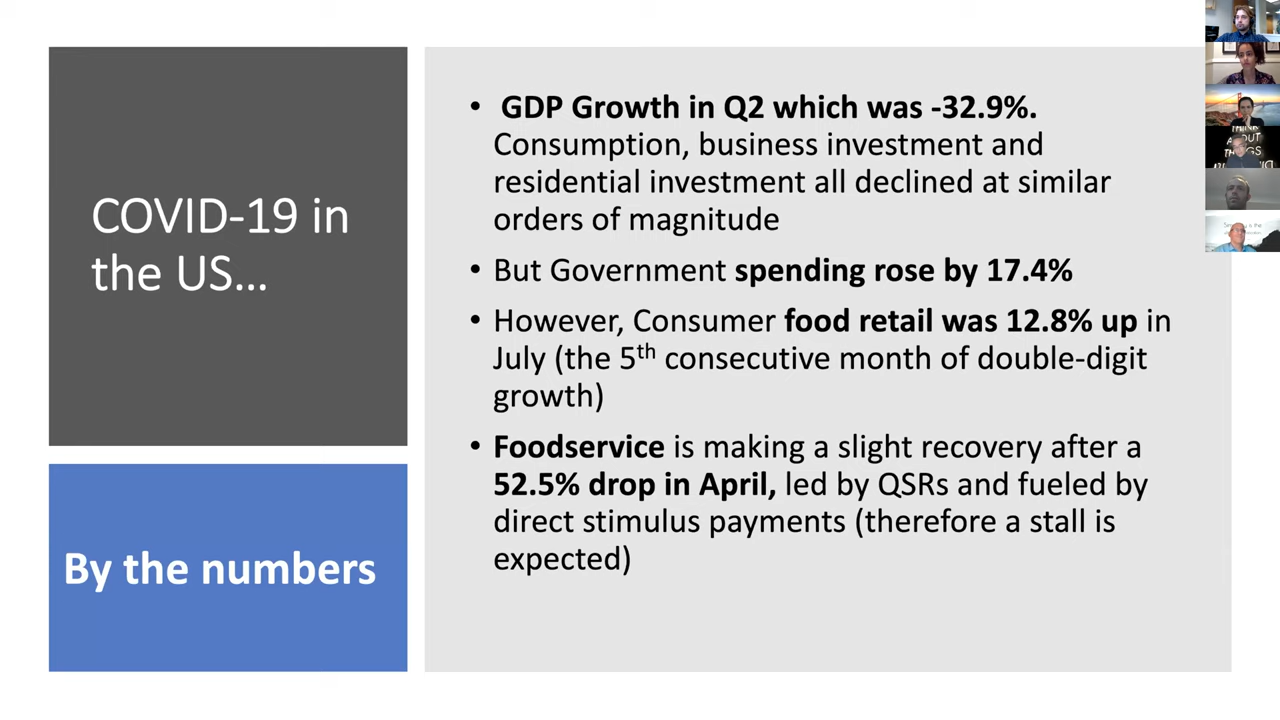 COVID-19 in
the US...
By the numbers
• GDP Growth in Q2 which was -32.9%.
Consumption, business investment and
residential investment all declined at similar
orders of magnitude
• But Government spending rose by 17.4%
• However, Consumer food retail was 12.8% up in
July (the 5th consecutive month of double-digit
growth)
• Foodservice is making a slight recovery after a
52.5% drop in April, led by QSRs and fueled by
direct stimulus payments (therefore a stall is
expected)
THINK
ABOUT
THINGS